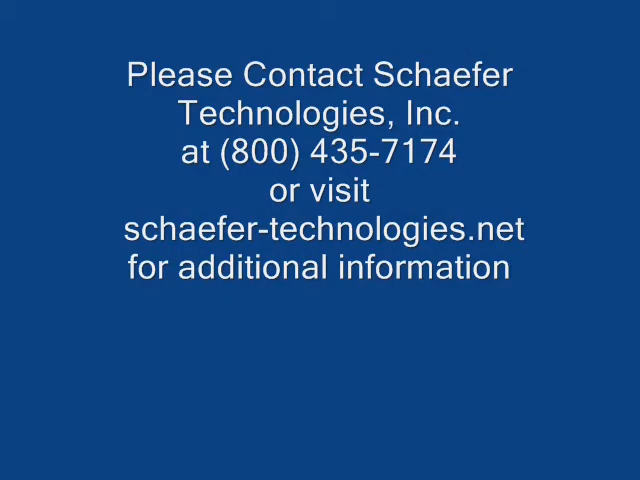 Please Contact Schaefer
Technologies, Inc.
at (800) 435-7174
or visit
schaefer-technologies.net
for additional information